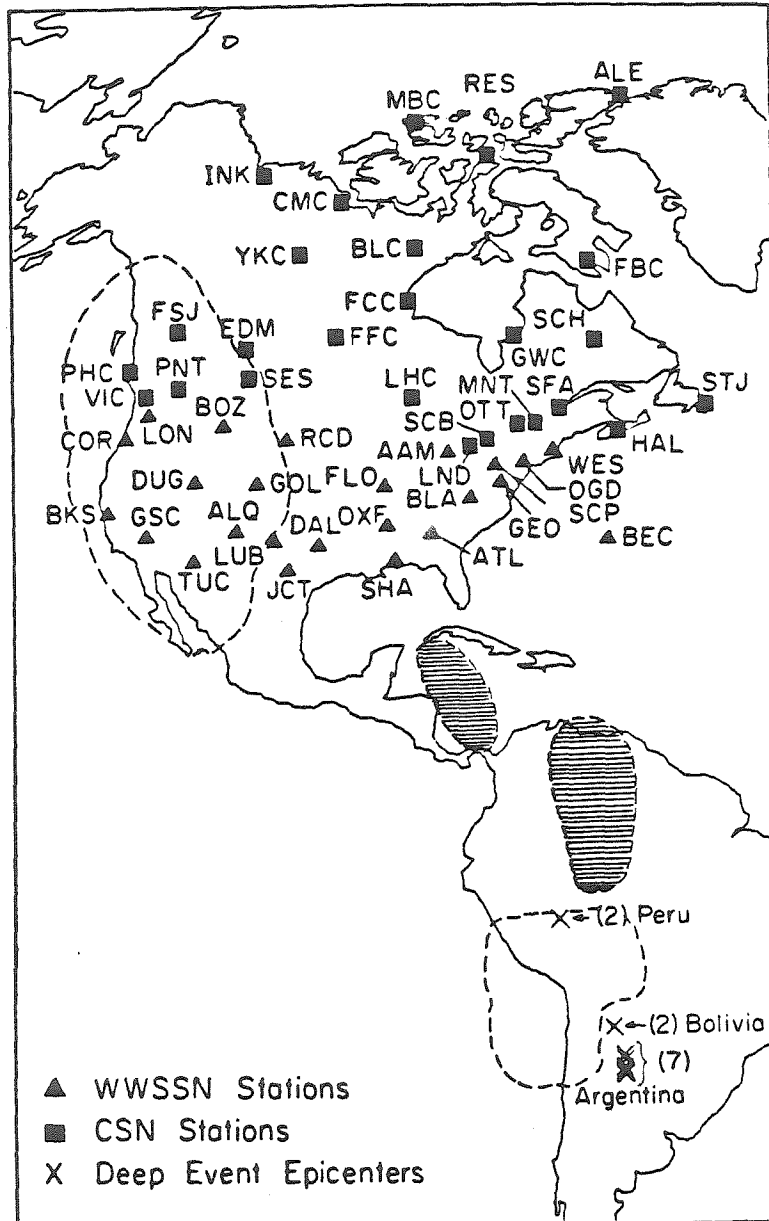 RES
ALE
MBC
INK
CMC
YKC
BLC
FBC
FCC
FSJ
EDM
FFC
SCH
GWC
PHC
PNT
SES
LHC
MNT
SFA
STJ
VIC
BOZ
SCB
OTT
COR
LON
RCD
AAM
HAL
DUG
GOL
FLO
LND
WES
BLA
OGD
BKS
GSC
ALQ
DAL
OXF
GEO
SCP
BEC
LUB
ATL
TUC
JCT
SHA
(2) Peru
(2) Bolivia
(7)
Argentina
WWSSN Stations
CSN Stations
X Deep Event Epicenters